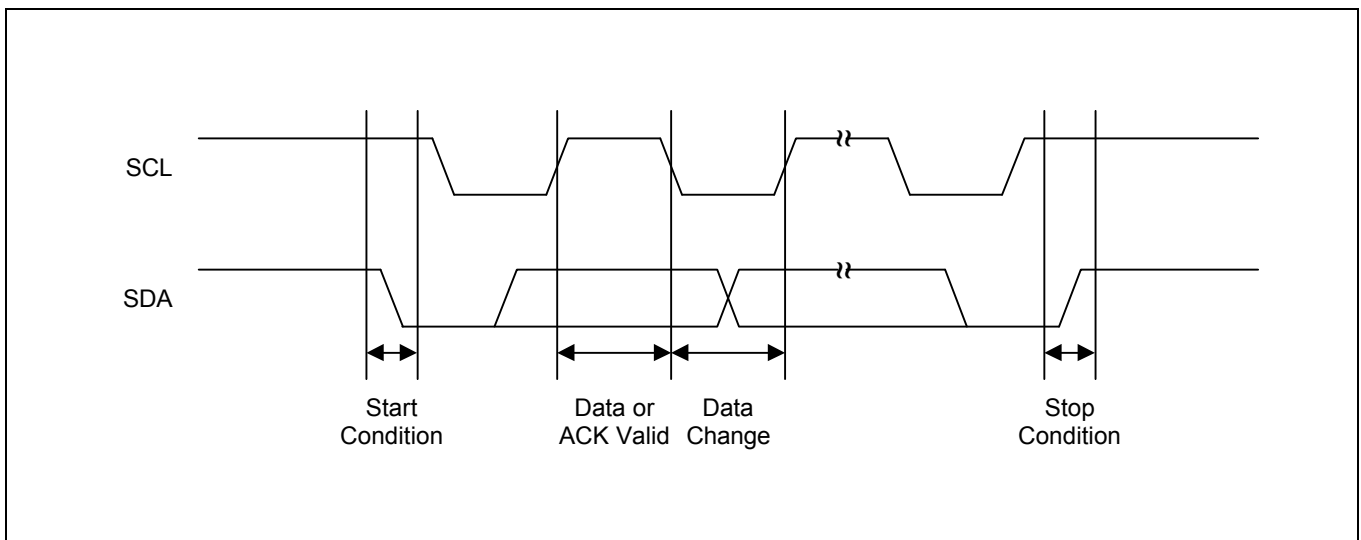 SCL
SDA
Start
Condition
Data or
ACK Valid
Data
Change
Stop
Condition